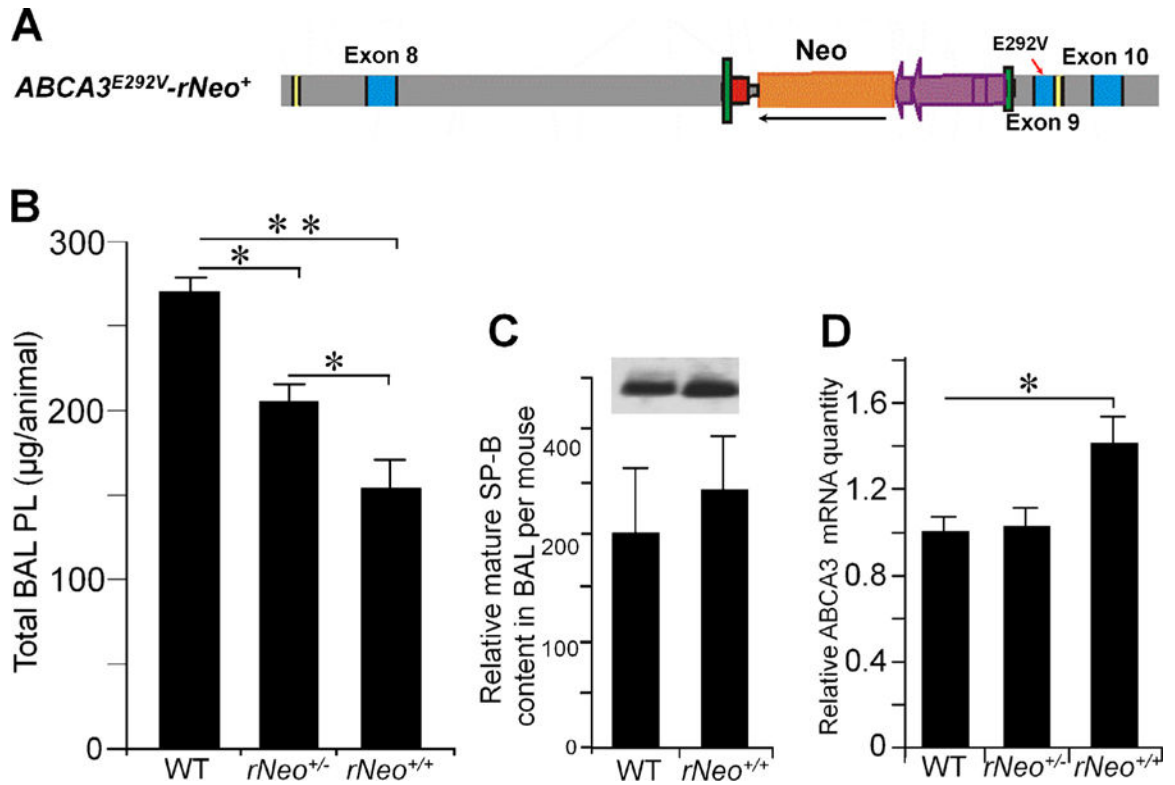 A
Exon 8
Neo
E292V
Exon 10
ABCA3E292V-rNeo+
Exon 9
B
Total BAL PL (µg/animal)
300
200
100
0
* *
*
*
WT rNeo+/- rNeo+/+
C
Relative mature SP-B
content in BAL per mouse
400
200
100
0
WT rNeo+/+
D
Relative ABCA3 mRNA quantity
1.6
1.2
0.8
0.4
0
*
WT rNeo+/- rNeo+/+